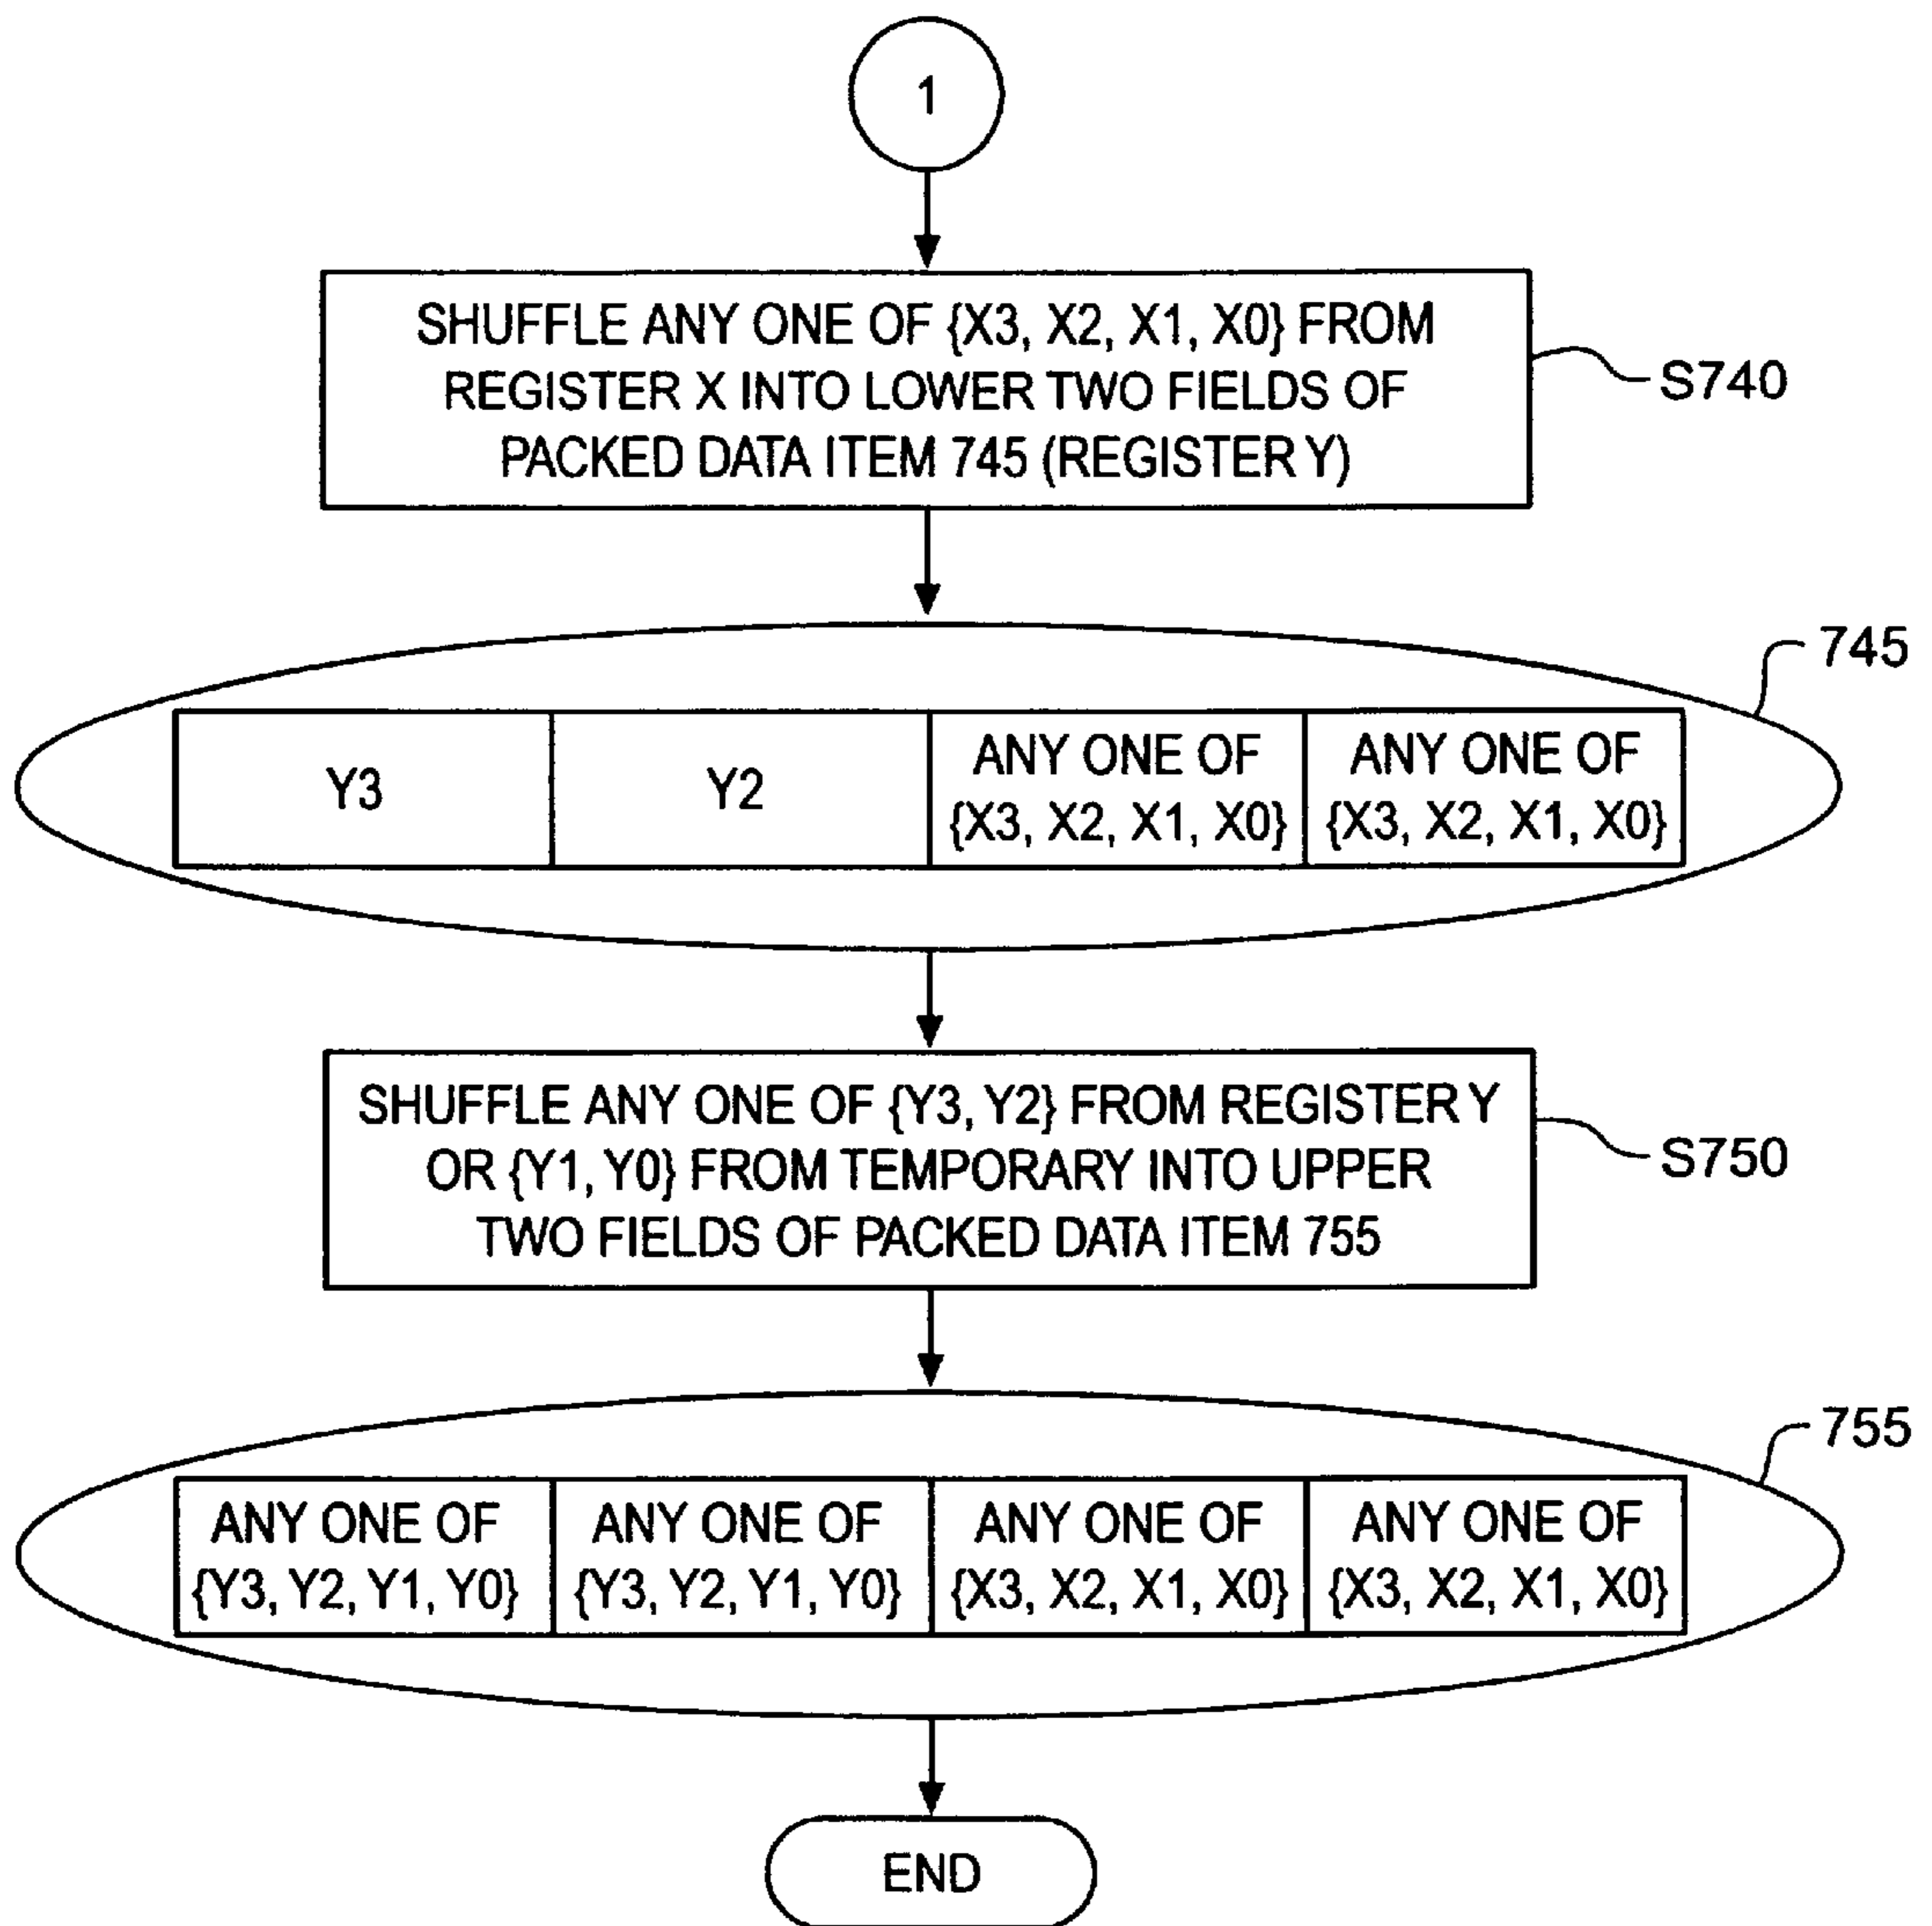 1
SHUFFLE ANY ONE OF {X3, X2, X1, X0} FROM
REGISTER X INTO LOWER TWO FIELDS OF
PACKED DATA ITEM 745 (REGISTER Y)
S740
745
Y3
Y2
ANY ONE OF
{X3, X2, X1, X0}
ANY ONE OF
{X3, X2, X1, X0}
SHUFFLE ANY ONE OF {Y3, Y2} FROM REGISTER Y
OR {Y1, Y0} FROM TEMPORARY INTO UPPER
TWO FIELDS OF PACKED DATA ITEM 755
S750
755
ANY ONE OF
{Y3, Y2, Y1, Y0}
ANY ONE OF
{Y3, Y2, Y1, Y0}
ANY ONE OF
{X3, X2, X1, X0}
ANY ONE OF
{X3, X2, X1, X0}
END